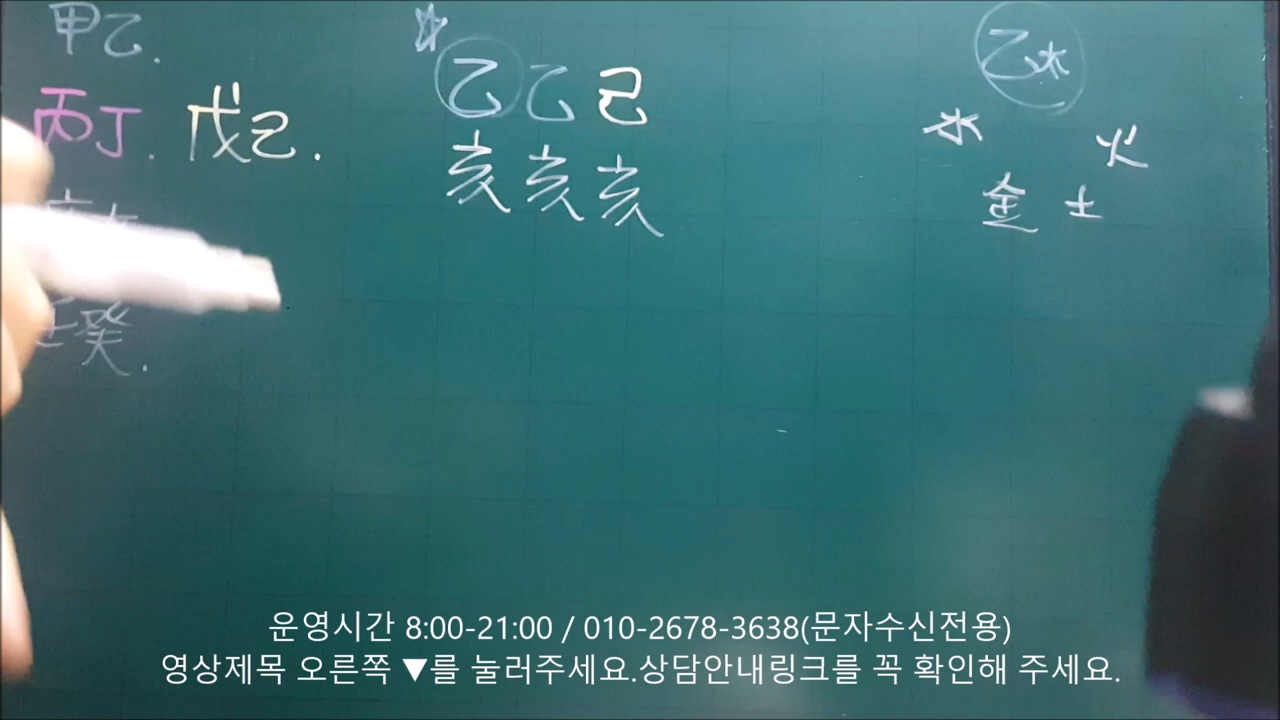 甲乙.
丙丁. 戊己.
癸.
水
乙乙己
亥亥亥
乙木
水 火
金 土
운영시간 8:00-21:00 / 010-2678-3638(문자수신전용)
영상제목 오른쪽 ▼를 눌러주세요.상담안내링크를 꼭 확인해 주세요.